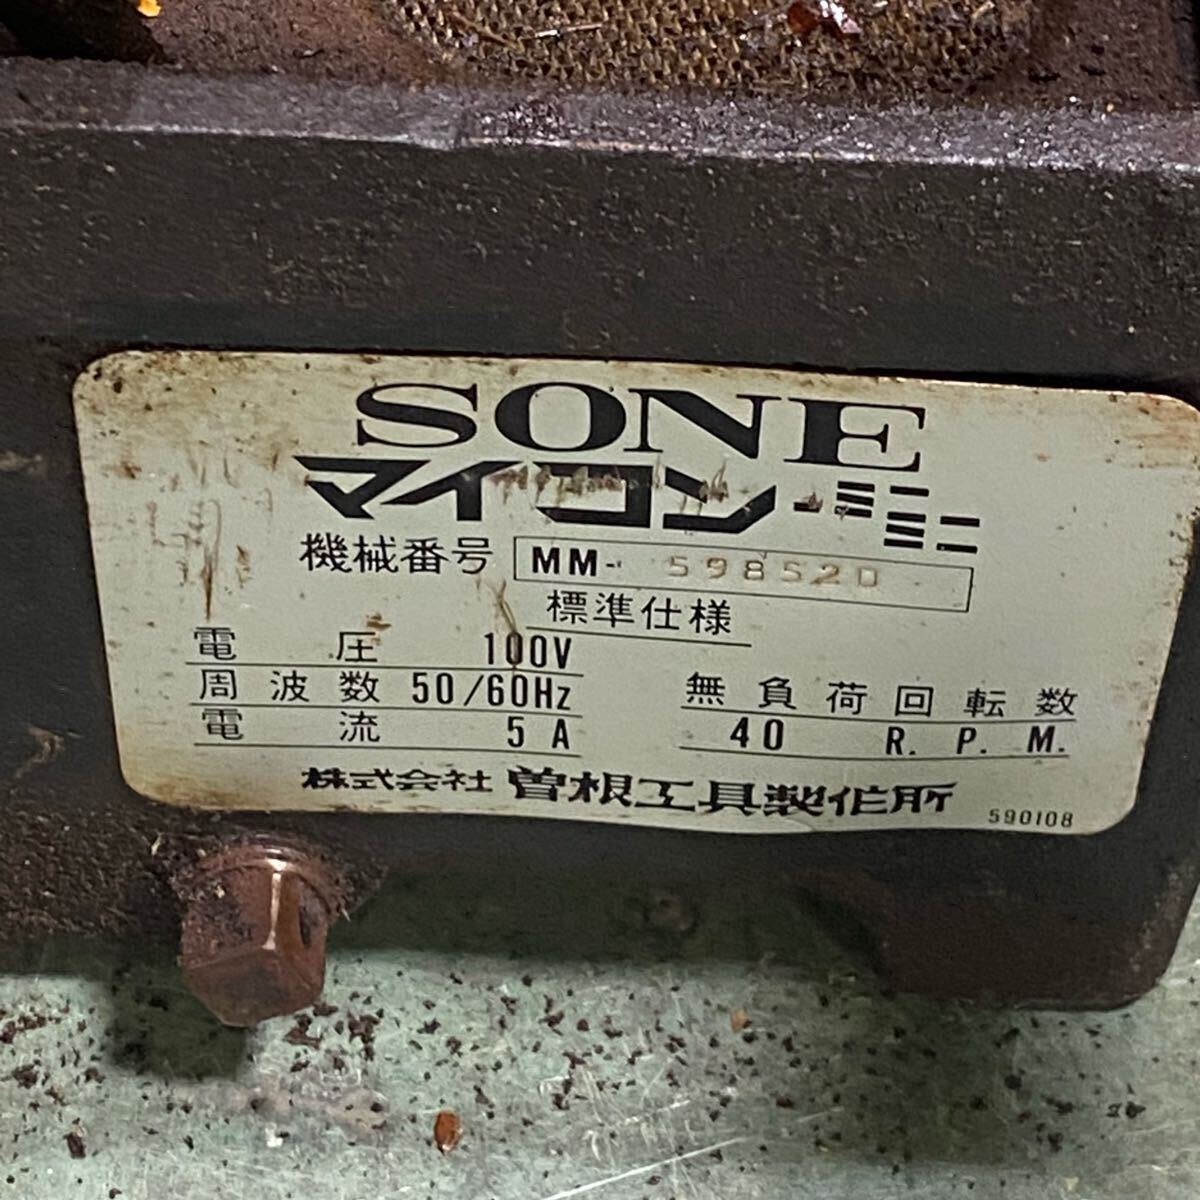 SONE
マイコン-ミニ
機械番号 MM- 598520
標準仕様
電圧 100V
周波数 50/60Hz
電流 5 A
無負荷回転数
40 R. P. M.
株式会社 曽根工具製作所
590108